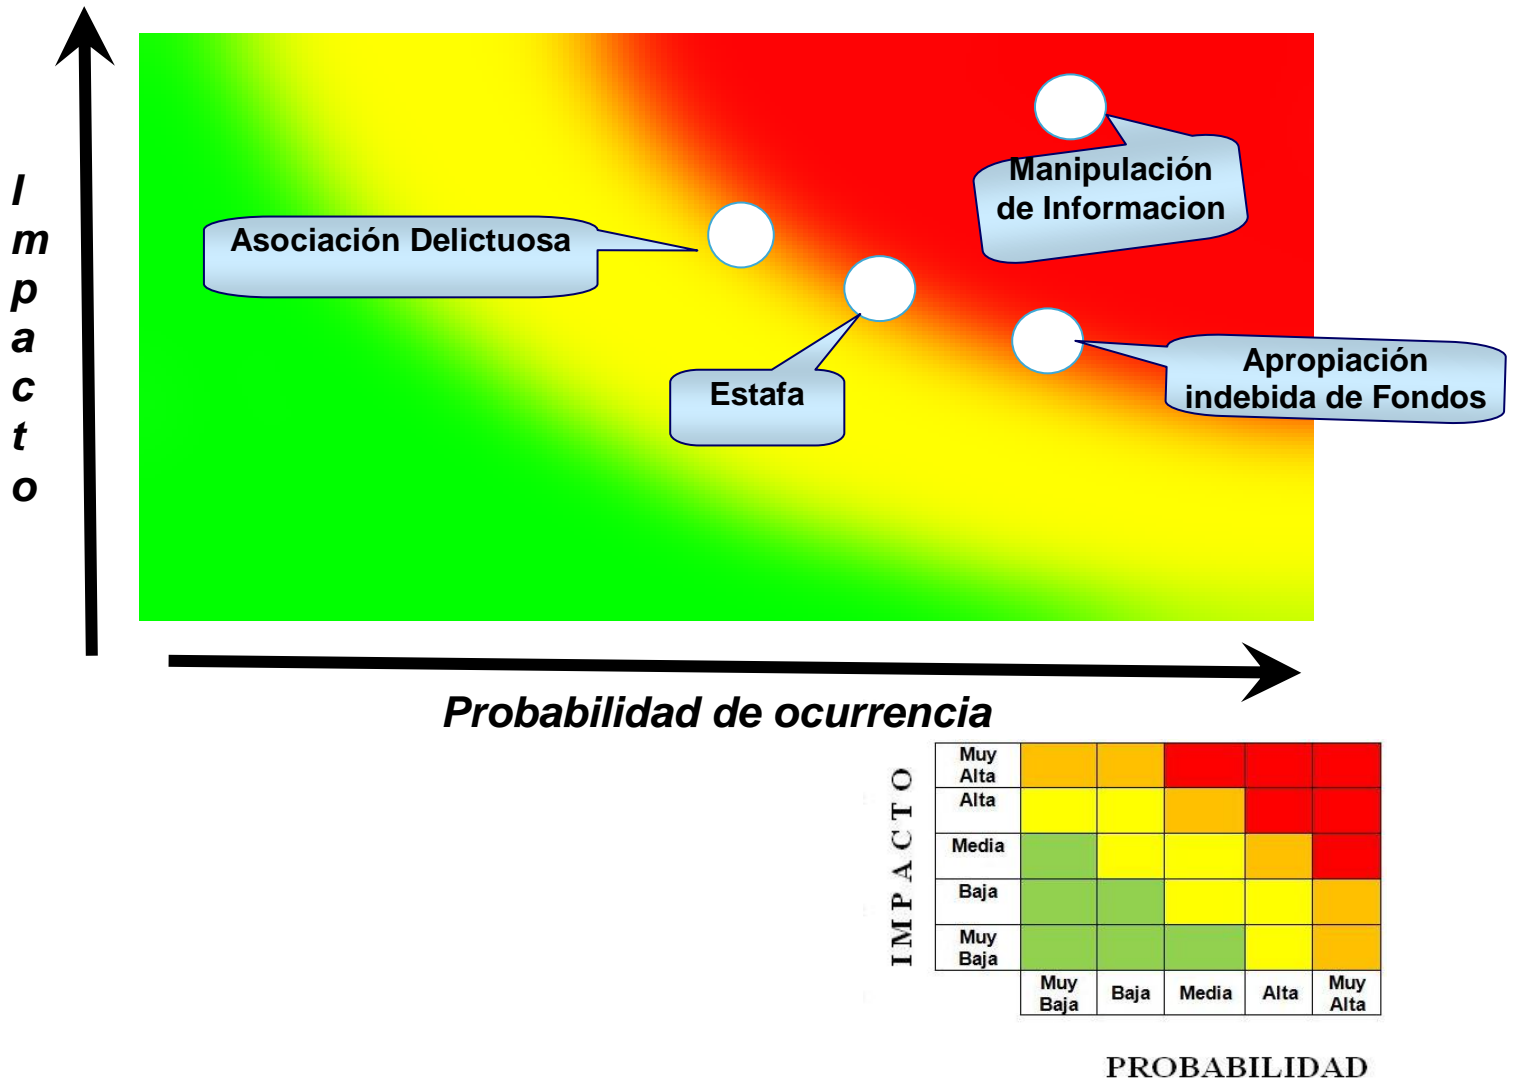 Impacto
Manipulación
de Informacion
Asociación Delictuosa
Estafa
Apropiación
indebida de Fondos
Probabilidad de ocurrencia
IMPACTO
Muy
Alta
Alta
Media
Baja
Muy
Baja
Muy
Baja
Baja
Media
Alta
Muy
Alta
PROBABILIDAD